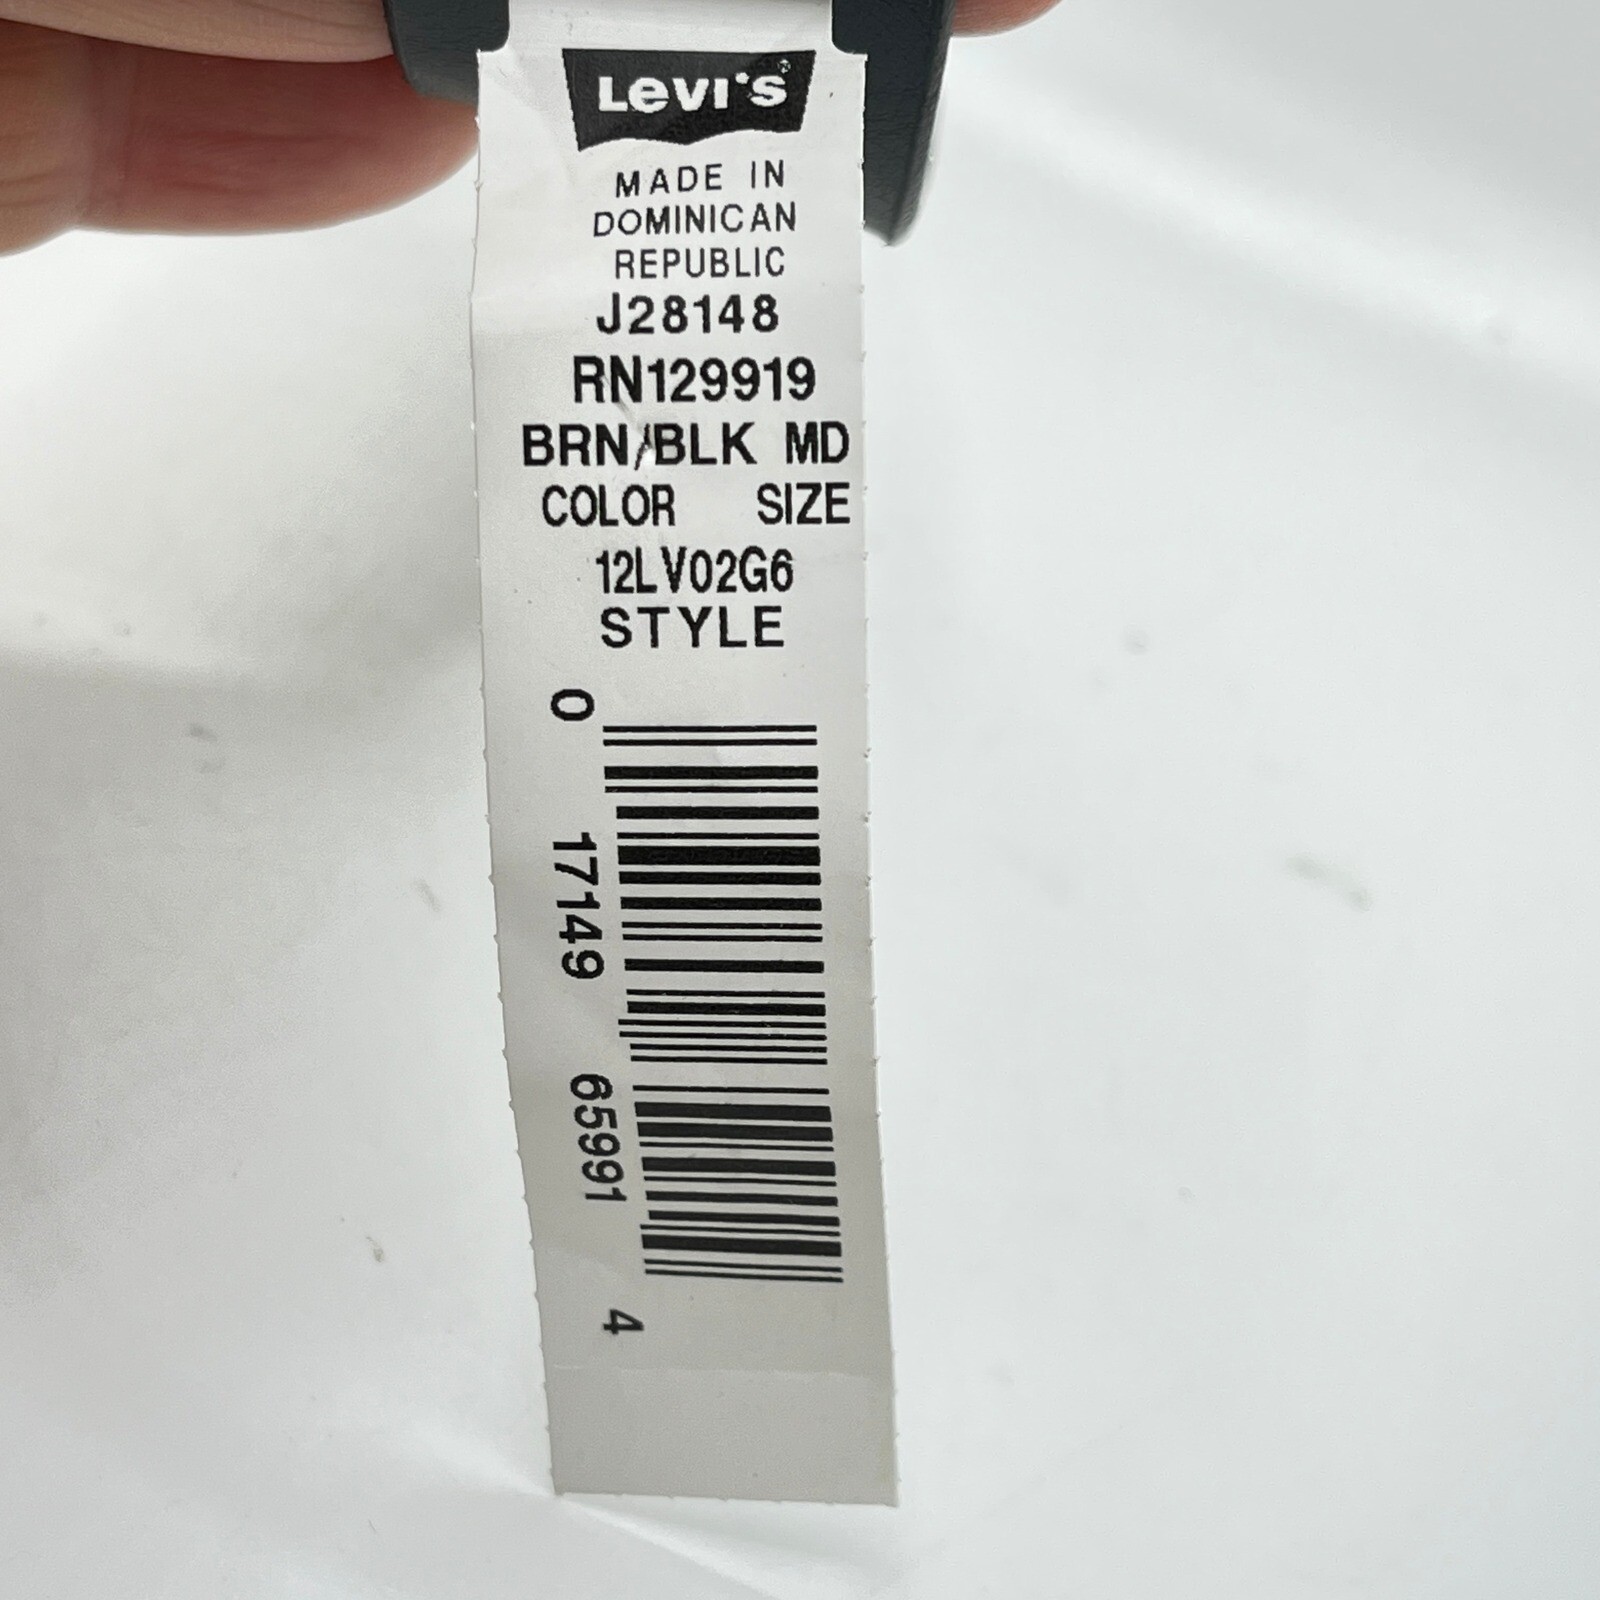 Levi's®
MADE IN
DOMINICAN
REPUBLIC
J28148
RN129919
BRN/BLK MD
COLOR SIZE
12LV02G6
STYLE
0 17149 65991 4